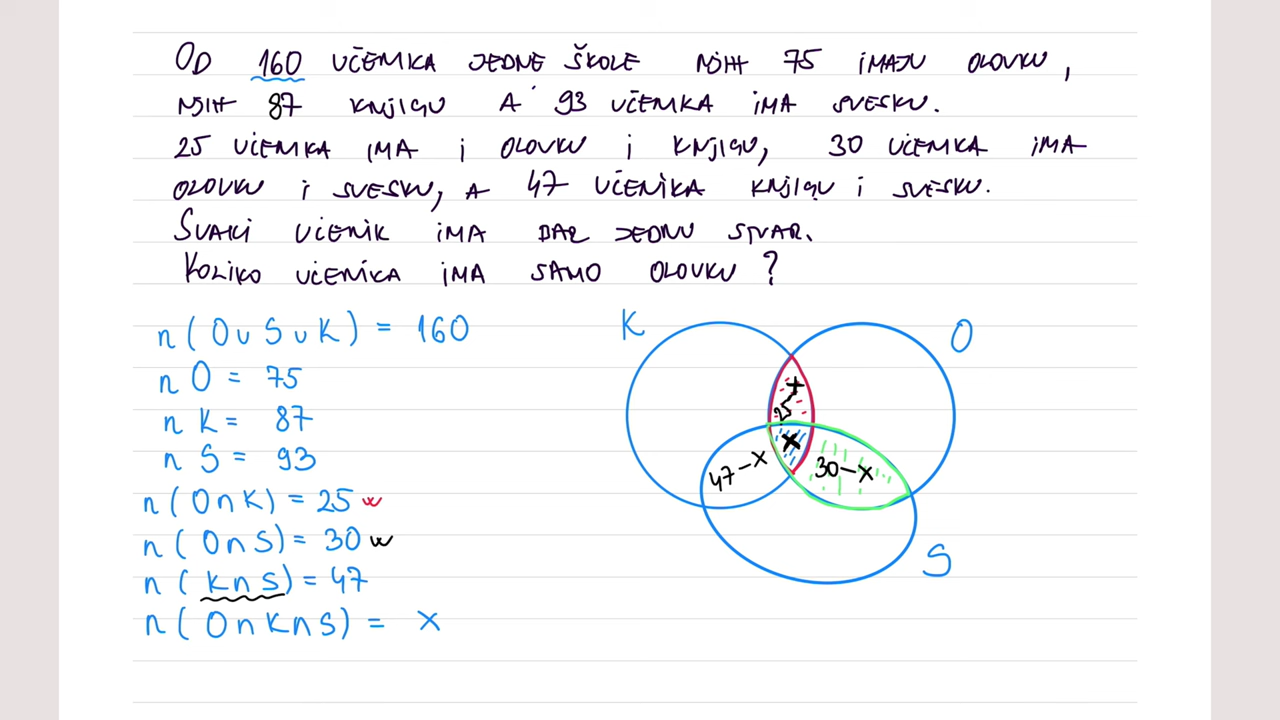 OD 160 UČENIKA JEDNE ŠKOLE NJIH 75 IMAJU OLOVKU,
NJIH 87 KNJIGU A 93 UČENIKA IMA SVESKU.
25 UČENIKA IMA I OLOVKU I KNJIGU, 30 UČENIKA IMA
OLOVKU I SVESKU, A 47 UČENIKA KNJIGU I SVESKU.
SVAKI UČENIK IMA BAR JEDNU STVAR.
KOLIKO UČENIKA IMA SAMO OLOVKU?
n(O∪S∪K) = 160
n O = 75
n K = 87
n S = 93
n(O∩K) = 25
n(O∩S) = 30
n(K∩S) = 47
n(O∩K∩S) = x
K
O
25-x
x
47-x
30-x
S